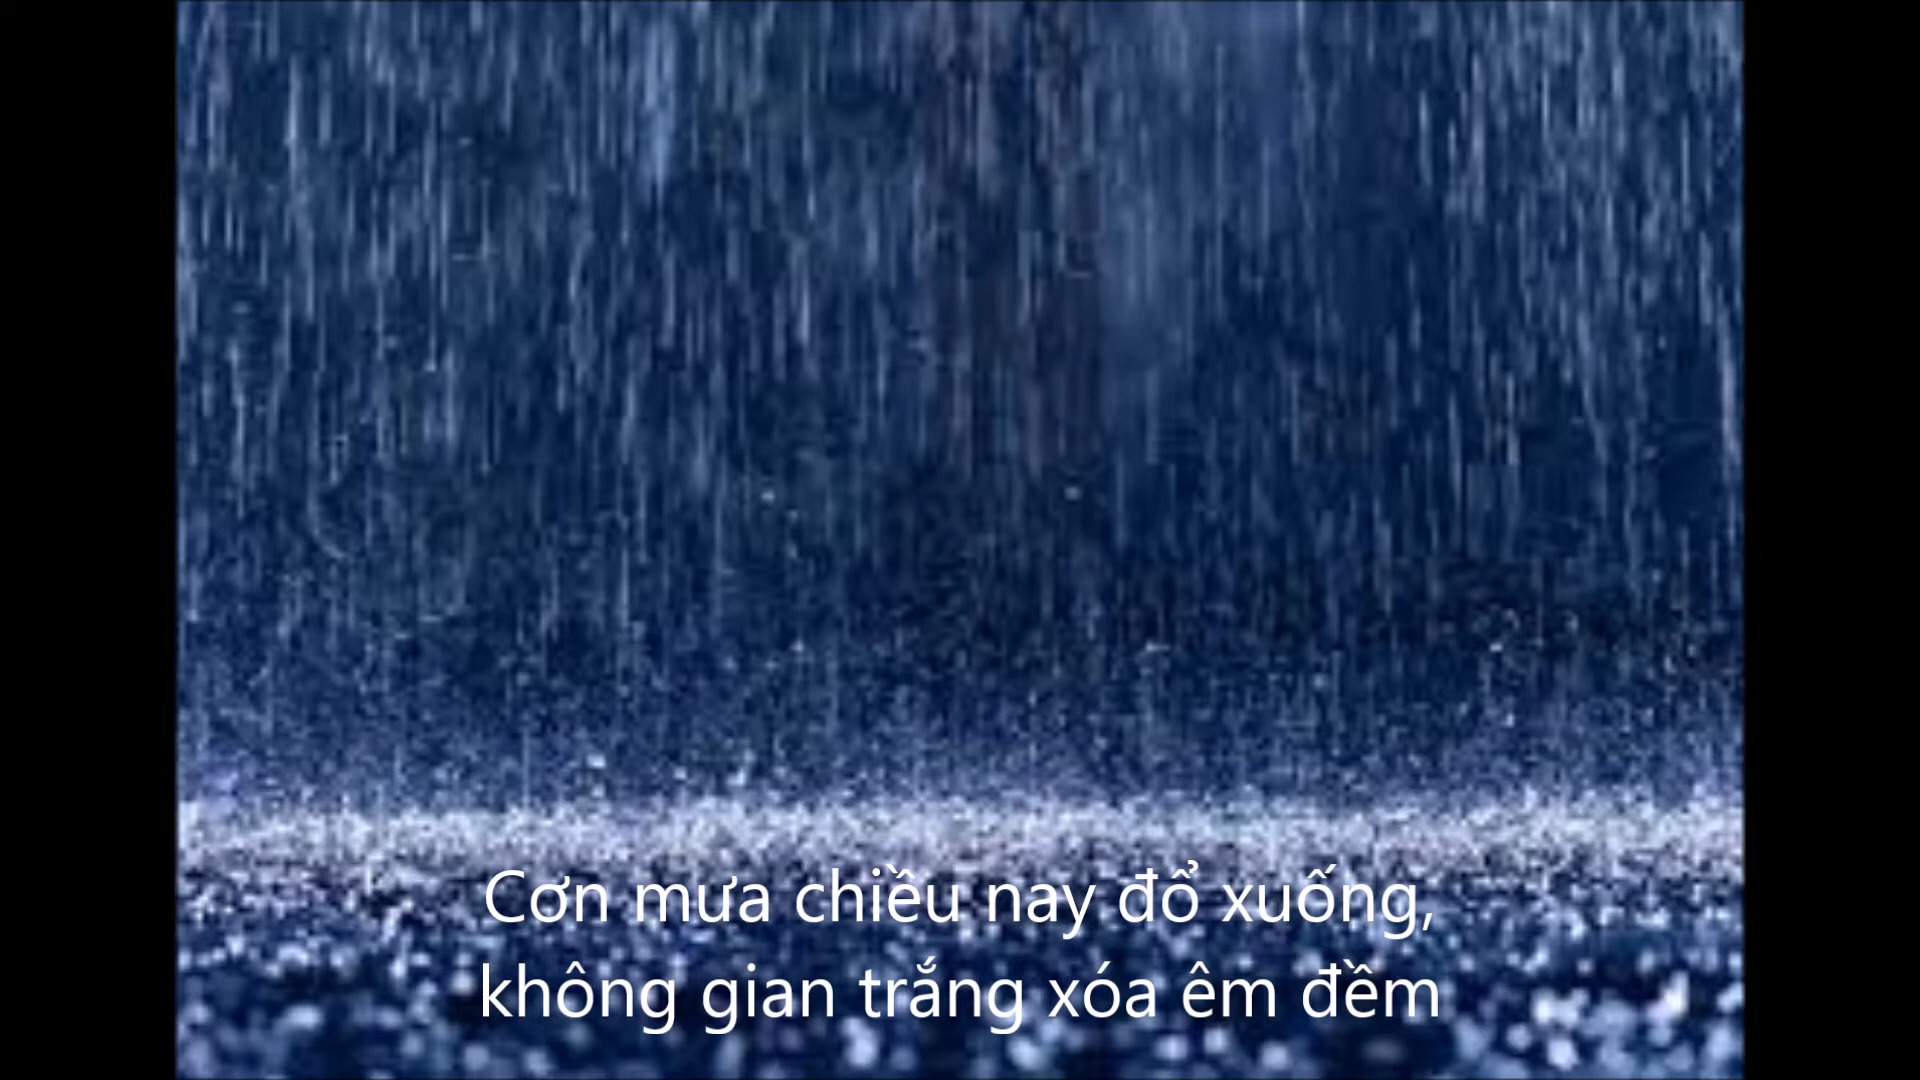 Cơn mưa chiều nay đổ xuống,
không gian trắng xóa êm đềm